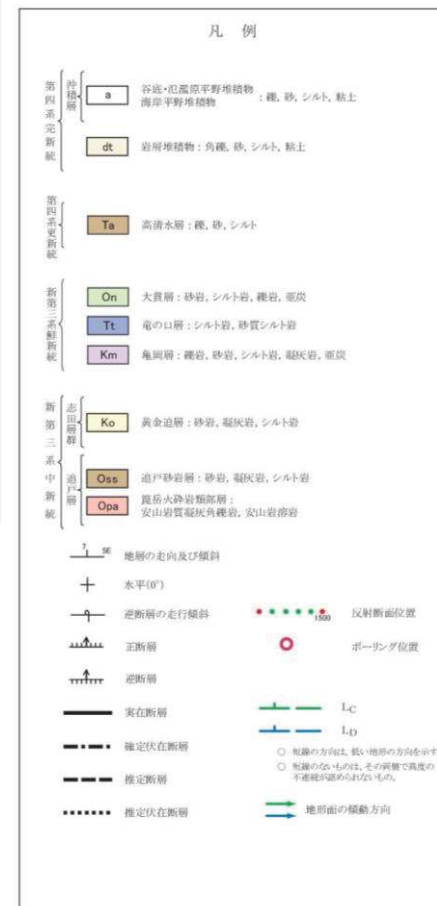 凡 例
第四系完新統
沖積層
a
谷底・氾濫原平野堆積物
海岸平野堆積物
：礫, 砂, シルト, 粘土
dt
岩屑堆積物：角礫, 砂, シルト, 粘土
第四系更新統
Ta
高清水層：礫, 砂, シルト
新第三系鮮新統
On
大貫層：砂岩, シルト岩, 礫岩, 亜炭
Tt
竜の口層：シルト岩, 砂質シルト岩
Km
亀岡層：礫岩, 砂岩, シルト岩, 凝灰岩, 亜炭
新第三系中新統
志田層群
Ko
黄金迫層：砂岩, 凝灰岩, シルト岩
追戸層
Oss
追戸砂岩層：砂岩, 凝灰岩, シルト岩
Opa
箟岳火砕岩類部層：
安山岩質凝灰角礫岩, 安山岩溶岩
7 SE
地層の走向及び傾斜
水平(0°)
逆断層の走行傾斜
1500
反射断面位置
正断層
ボーリング位置
逆断層
実在断層
LC
確定伏在断層
LD
○ 短線の方向は、低い地形の方向を示す
推定断層
○ 短線のないものは、その両側で高度の
不連続が認められないもの。
推定伏在断層
地形面の傾動方向